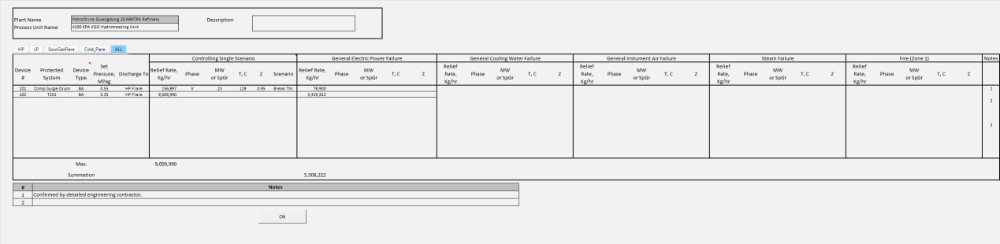 Plant Name PetroChina Guangdong 20 MMTPA Refinery Description
Process Unit Name 4200 KPA VGO Hydrotreating Unit
HP LP SourGasFlare Cold_Flare ALL
Controlling Single Scenario General Electric Power Failure General Cooling Water Failure General Instument Air Failure Steam Failure Fire (Zone 1) Notes
Device # Protected System Device Type Set Pressure, MPag Discharge To Relief Rate, Kg/hr Phase MW or SpGr T, C Z Scenario Relief Rate, Kg/hr Phase MW or SpGr T, C Z Relief Rate, Kg/hr Phase MW or SpGr T, C Z Relief Rate, Kg/hr Phase MW or SpGr T, C Z Relief Rate, Kg/hr Phase MW or SpGr T, C Z Relief Rate, Kg/hr Phase MW or SpGr T, C Z
101 Comp Surge Drum BA 0.55 HP Flare 156,897 V 23 129 0.95 Break Thr. 78,900 1
102 T101 BA 0.35 HP Flare 9,009,990 5,429,322
2
3
Max. 9,009,990
Summation 5,508,222
# Notes
1 Confirmed by detailed engineering contractor.
2
Ok